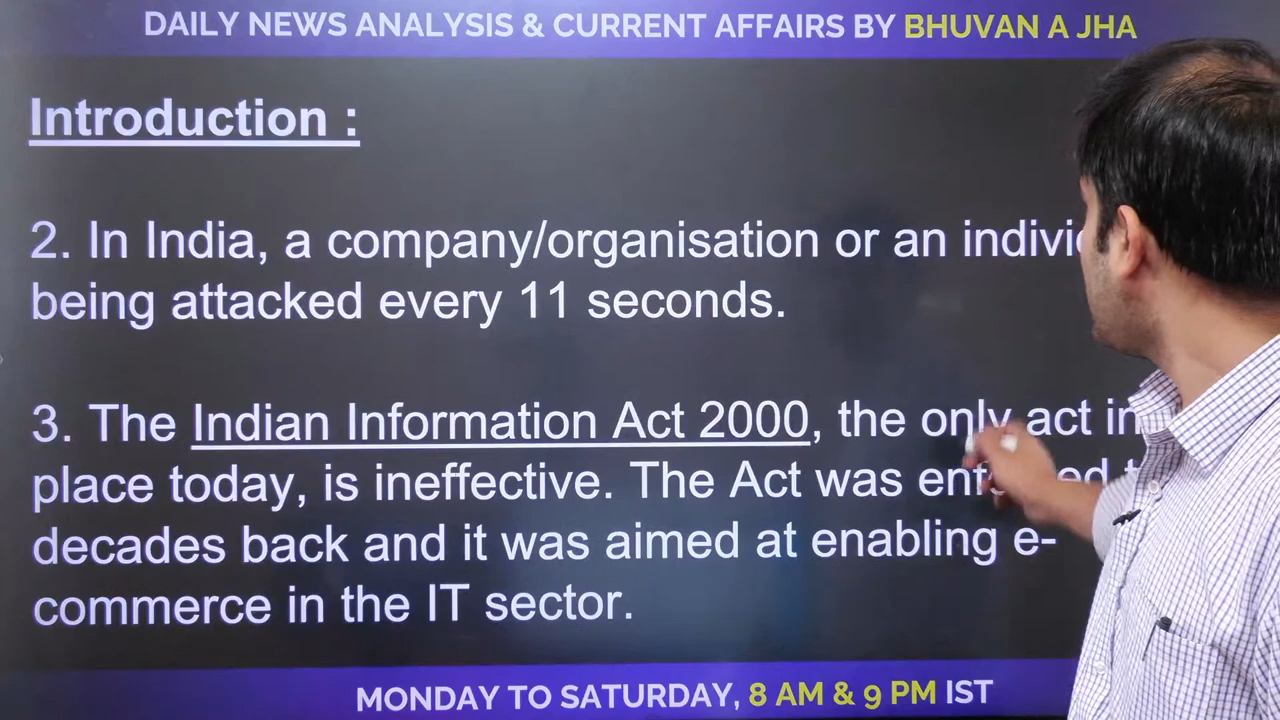 DAILY NEWS ANALYSIS & CURRENT AFFAIRS BY BHUVAN A JHA
Introduction :
2. In India, a company/organisation or an
being attacked every 11 seconds.
3. The Indian Information Act 2000, the only act in
place today, is ineffective. The Act was
decades back and it was aimed at enabling e-
commerce in the IT sector.
MONDAY TO SATURDAY, 8 AM & 9 PM IST